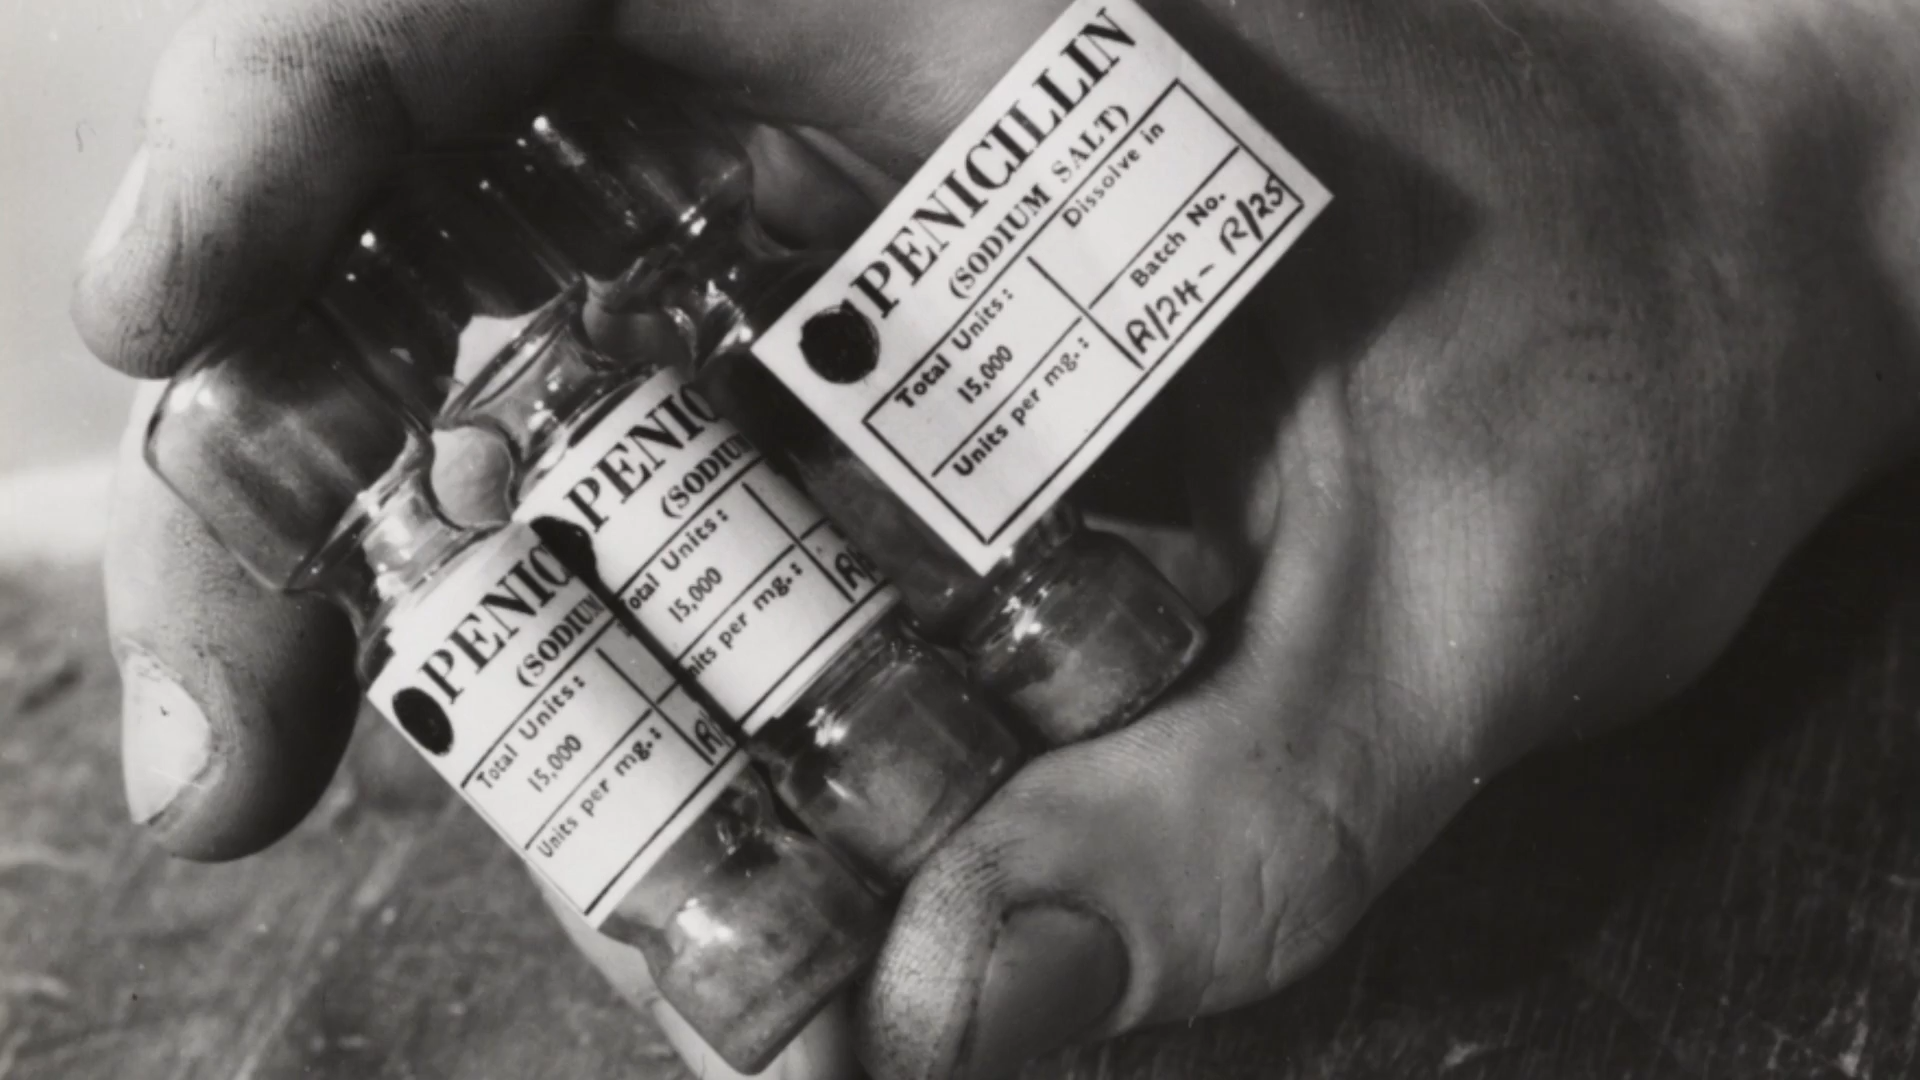 PENICILLIN
(SODIUM SALT)
Total Units:
15,000
Dissolve in
Units per mg.:
Batch No.
R/24 - R/25
PENIC
(SODIUM
Total Units:
15,000
Units per mg.:
R/
PENIC
(SODIUM
Total Units:
15,000
Units per mg.:
R/